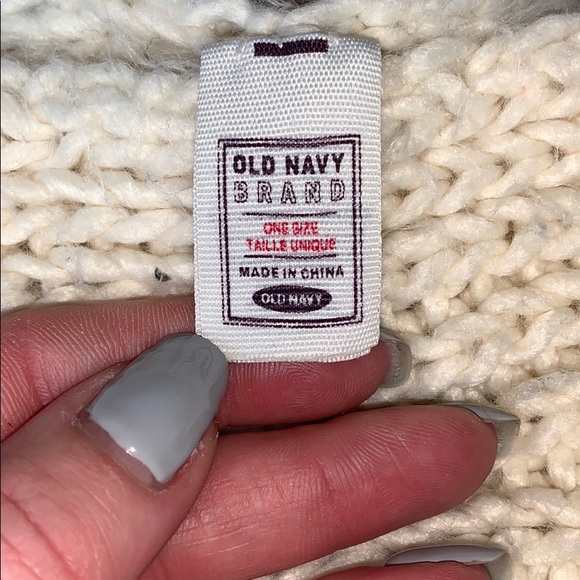 OLD NAVY
BRAND
ONE SIZE
TAILLE UNIQUE
MADE IN CHINA
OLD NAVY